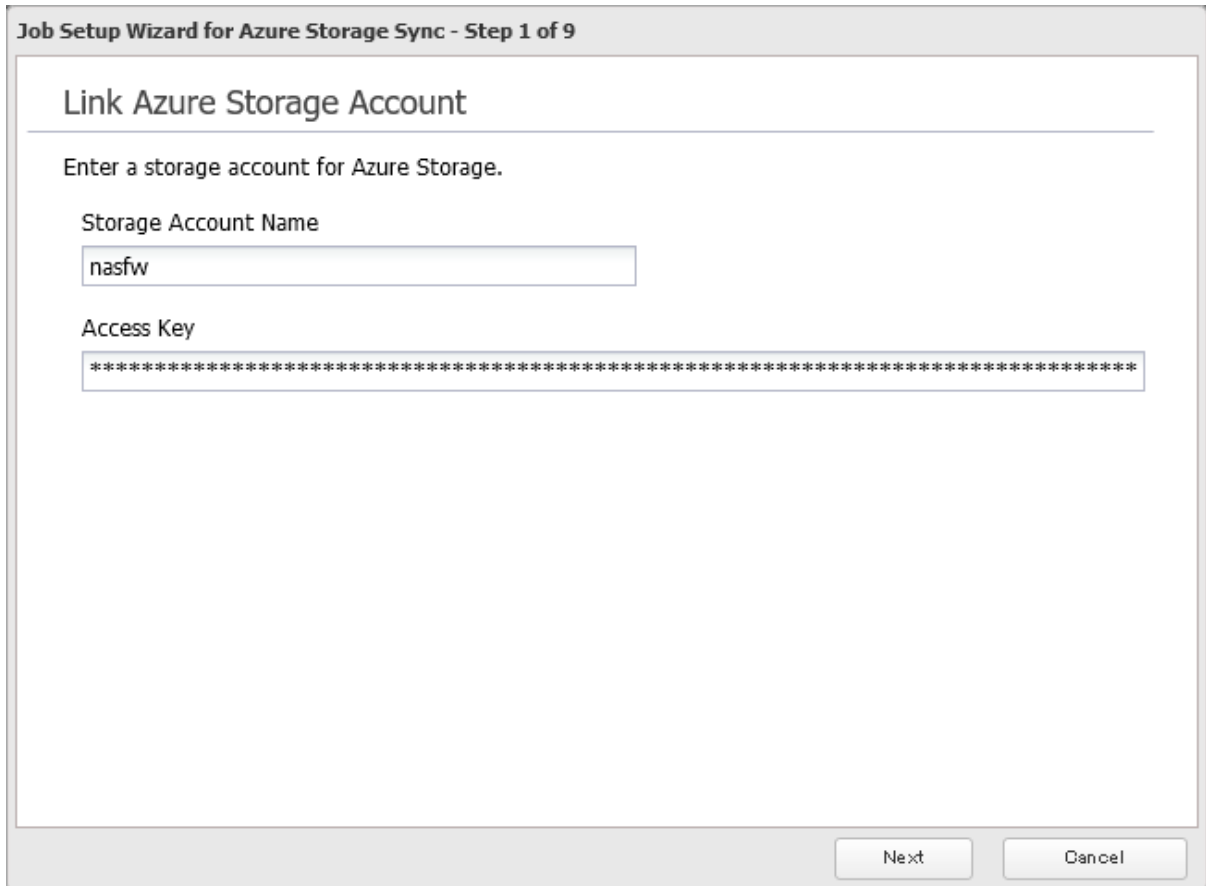 Job Setup Wizard for Azure Storage Sync - Step 1 of 9
Link Azure Storage Account
Enter a storage account for Azure Storage.
Storage Account Name
nasfw
Access Key
********************************************************************************
Next Cancel